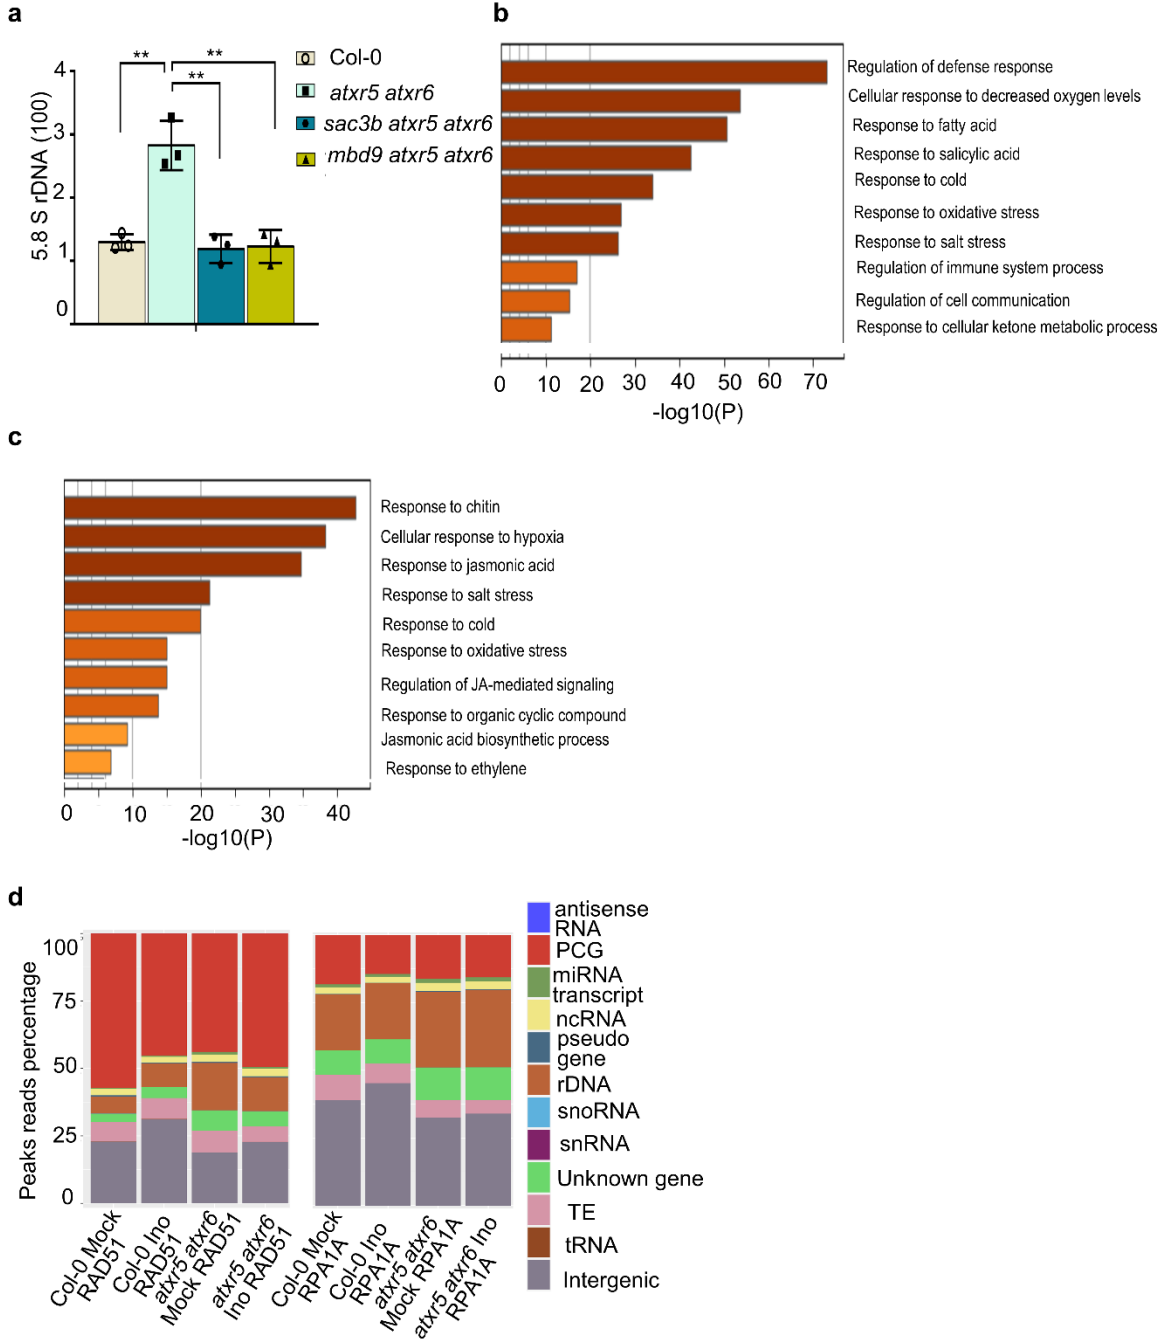 a
**
**
**
Col-0
atxr5 atxr6
sac3b atxr5 atxr6
mbd9 atxr5 atxr6
5.8 S rDNA (100)
4
3
2
1
0
b
Regulation of defense response
Cellular response to decreased oxygen levels
Response to fatty acid
Response to salicylic acid
Response to cold
Response to oxidative stress
Response to salt stress
Regulation of immune system process
Regulation of cell communication
Response to cellular ketone metabolic process
0 10 20 30 40 50 60 70
-log10(P)
c
Response to chitin
Cellular response to hypoxia
Response to jasmonic acid
Response to salt stress
Response to cold
Response to oxidative stress
Regulation of JA-mediated signaling
Response to organic cyclic compound
Jasmonic acid biosynthetic process
Response to ethylene
0 10 20 30 40
-log10(P)
d
Peaks reads percentage
100
75
50
25
0
Col-0 Mock
RAD51
Col-0 Ino
RAD51
atxr5 atxr6
Mock RAD51
atxr5 atxr6
Ino RAD51
Col-0 Mock
RPA1A
Col-0 Ino
RPA1A
atxr5 atxr6
Mock RPA1A
atxr5 atxr6 Ino
RPA1A
antisense
RNA
PCG
miRNA
transcript
ncRNA
pseudo
gene
rDNA
snoRNA
snRNA
Unknown gene
TE
tRNA
Intergenic